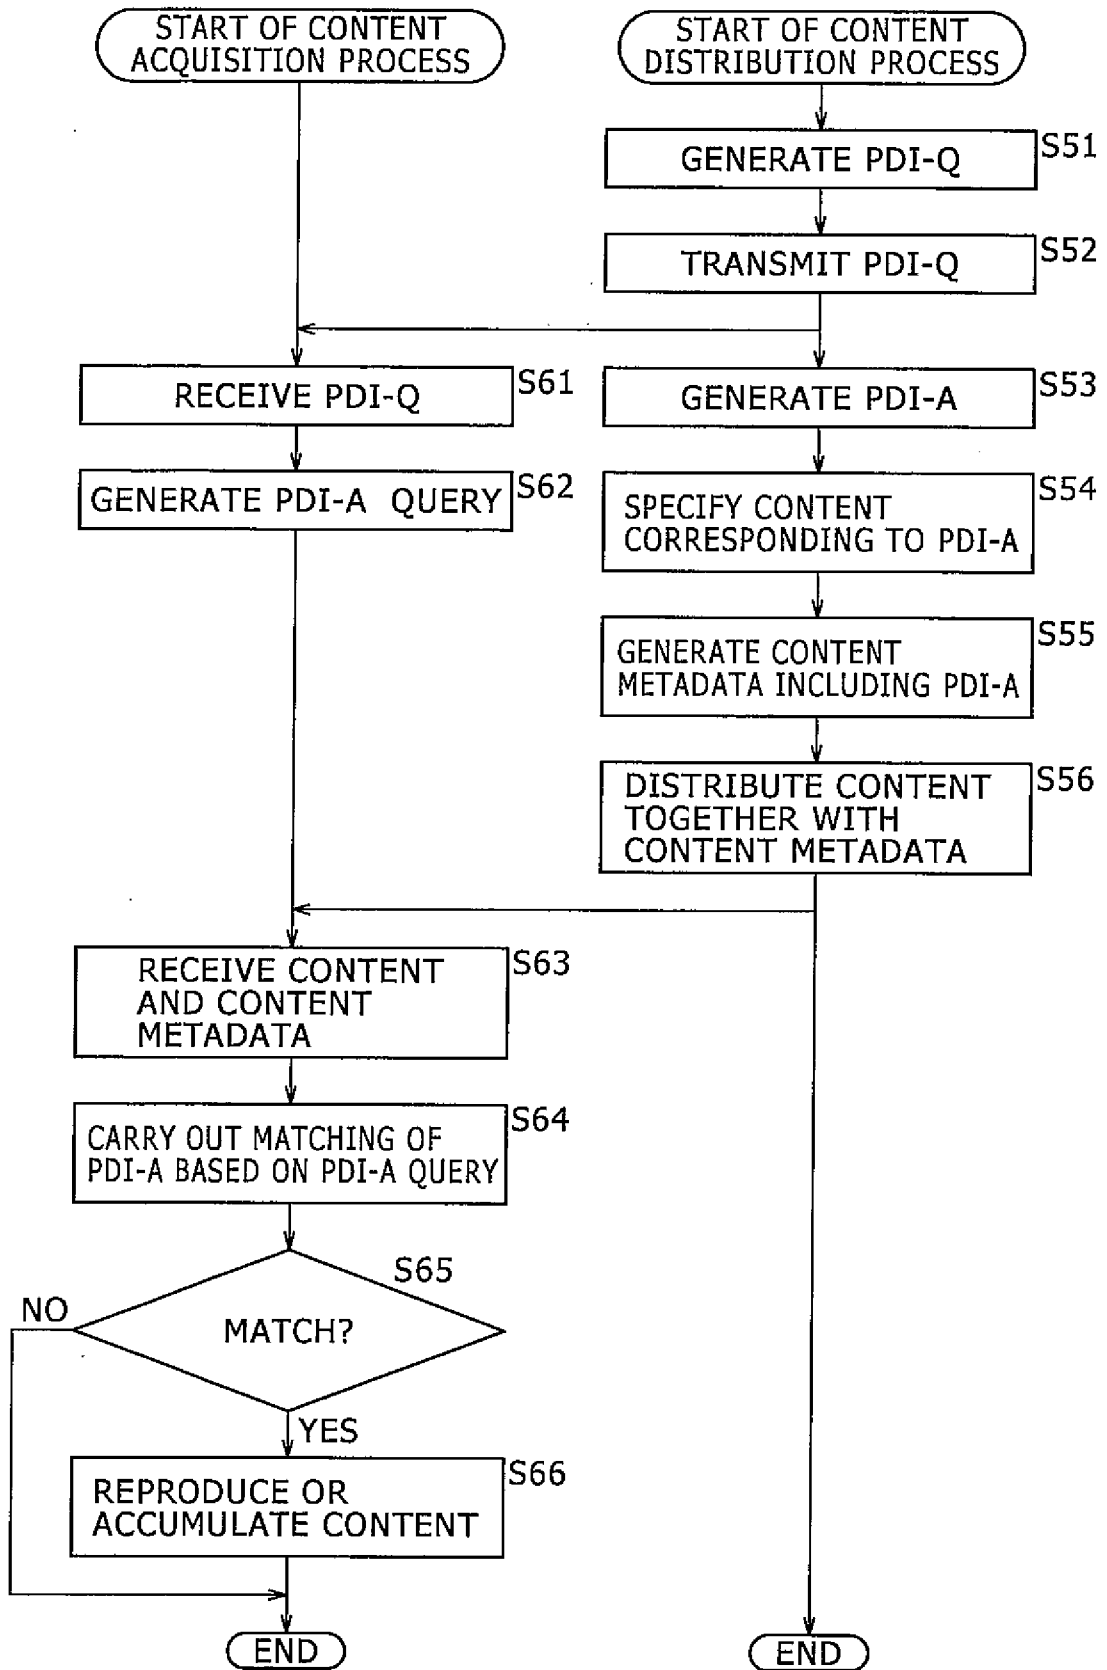 START OF CONTENT
ACQUISITION PROCESS
START OF CONTENT
DISTRIBUTION PROCESS
S51
GENERATE PDI-Q
S52
TRANSMIT PDI-Q
S61
RECEIVE PDI-Q
S53
GENERATE PDI-A
S62
GENERATE PDI-A QUERY
S54
SPECIFY CONTENT
CORRESPONDING TO PDI-A
S55
GENERATE CONTENT
METADATA INCLUDING PDI-A
S56
DISTRIBUTE CONTENT
TOGETHER WITH
CONTENT METADATA
S63
RECEIVE CONTENT
AND CONTENT
METADATA
S64
CARRY OUT MATCHING OF
PDI-A BASED ON PDI-A QUERY
S65
NO
MATCH?
YES
S66
REPRODUCE OR
ACCUMULATE CONTENT
END
END